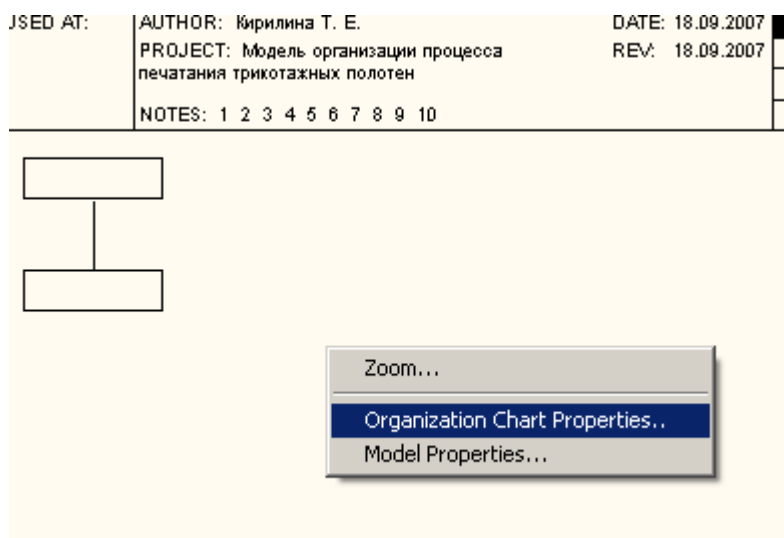 USED AT:
AUTHOR: Кирилина Т. Е.
DATE: 18.09.2007
PROJECT: Модель организации процесса
REV: 18.09.2007
печатания трикотажных полотен
NOTES: 1 2 3 4 5 6 7 8 9 10
Zoom...
Organization Chart Properties..
Model Properties...